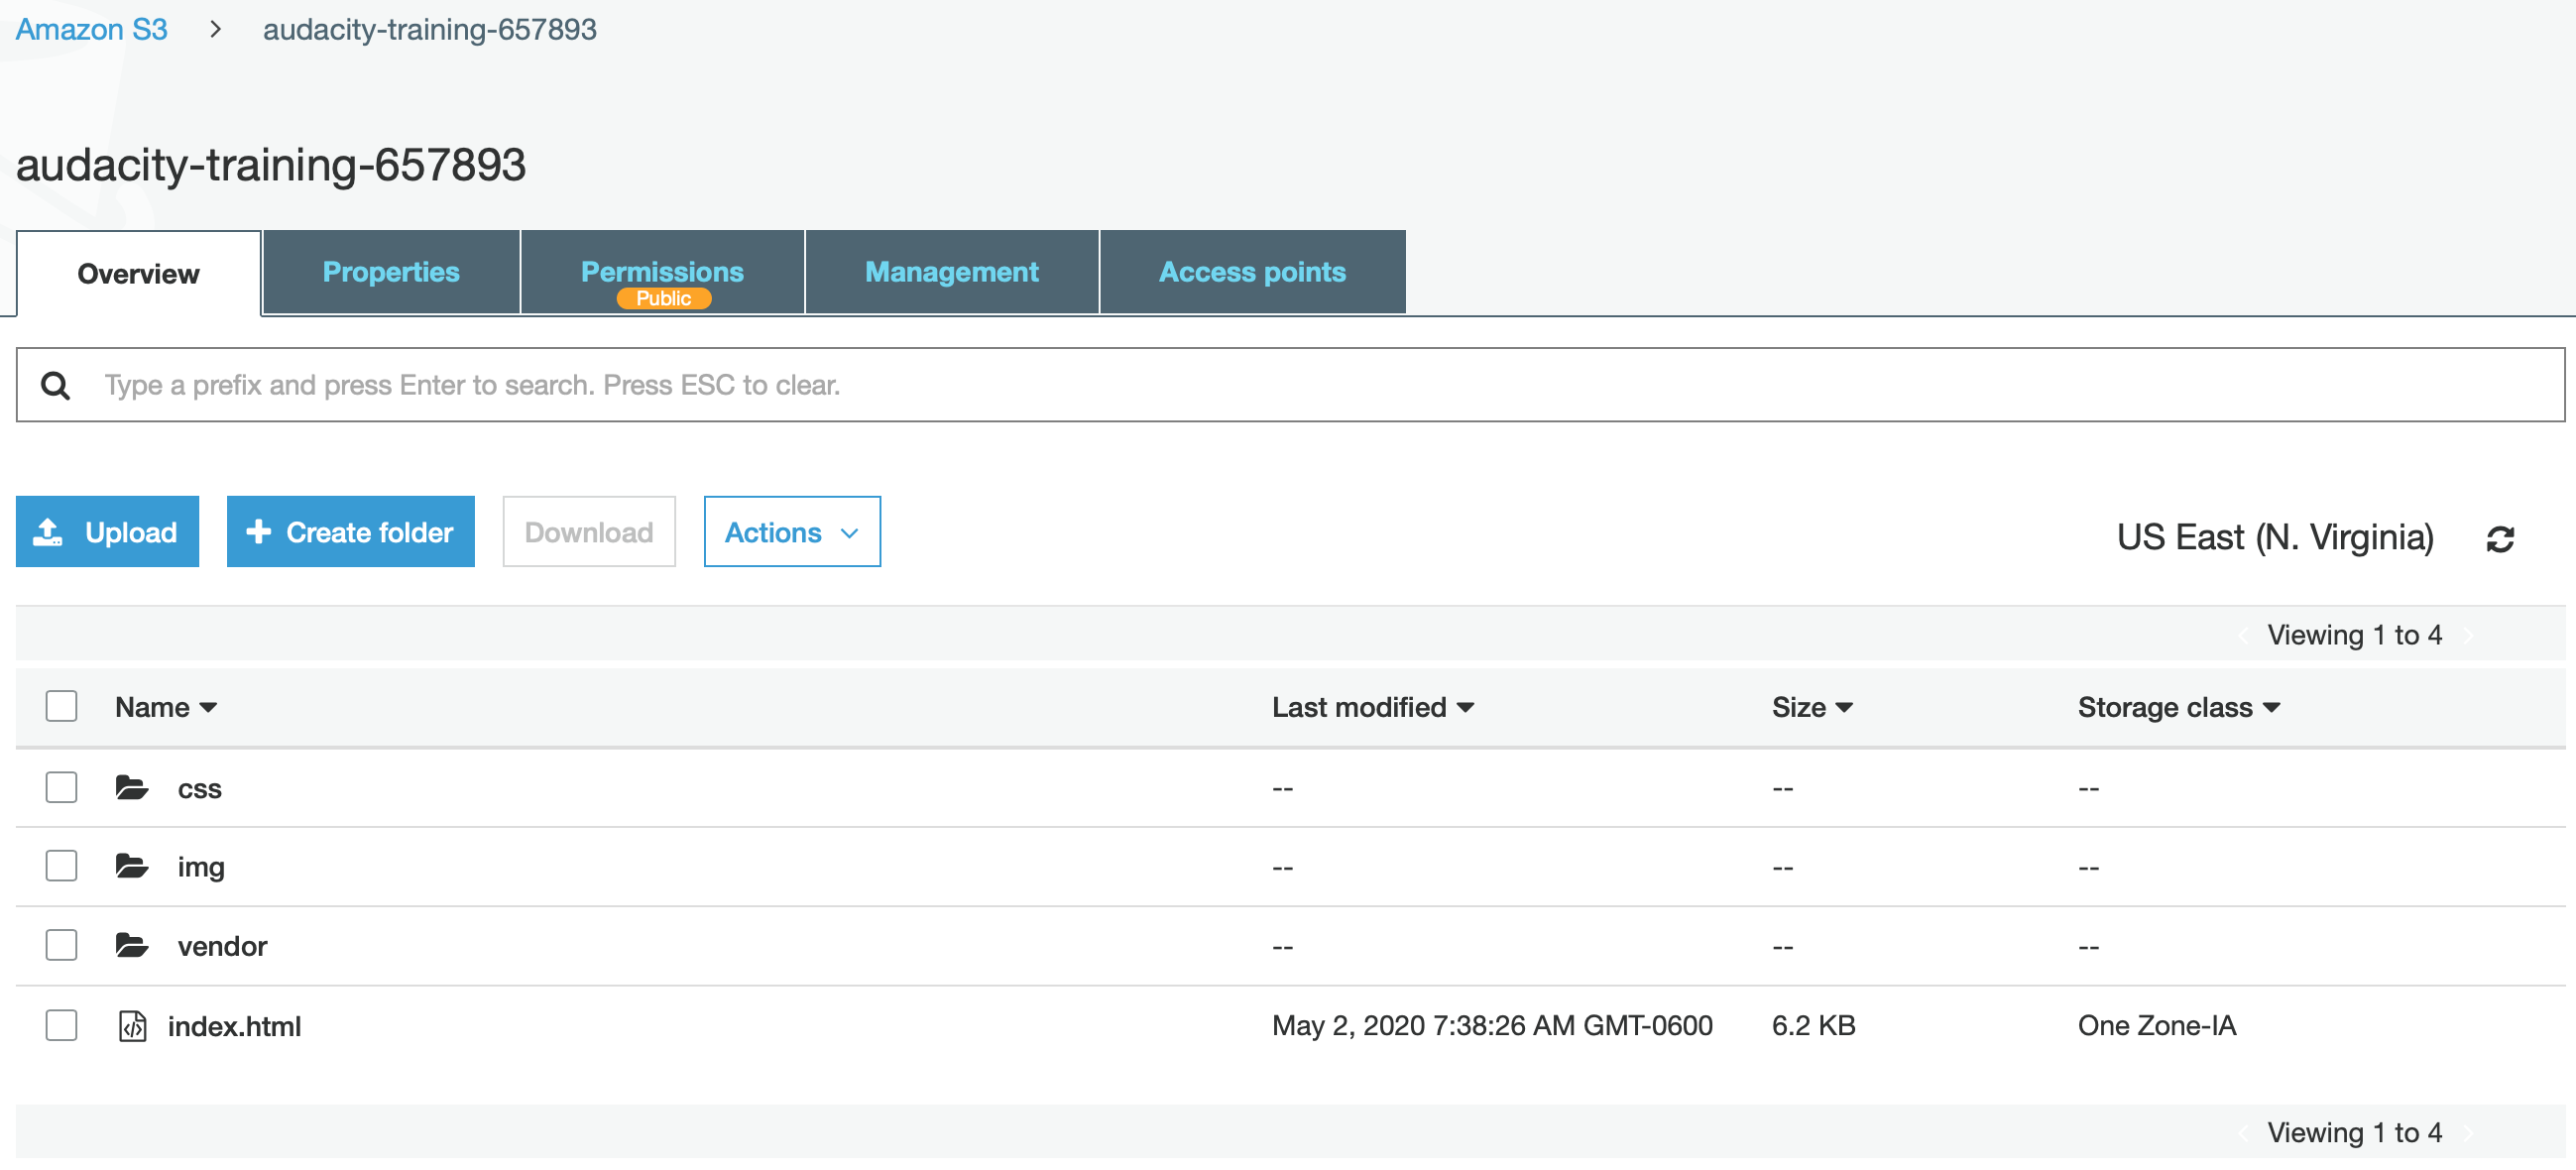 Amazon S3 > audacity-training-657893
audacity-training-657893
Overview Properties Permissions Management Access points
Public
Type a prefix and press Enter to search. Press ESC to clear.
Upload Create folder Download Actions US East (N. Virginia)
Viewing 1 to 4
Name Last modified Size Storage class
css -- -- --
img -- -- --
vendor -- -- --
index.html May 2, 2020 7:38:26 AM GMT-0600 6.2 KB One Zone-IA
Viewing 1 to 4